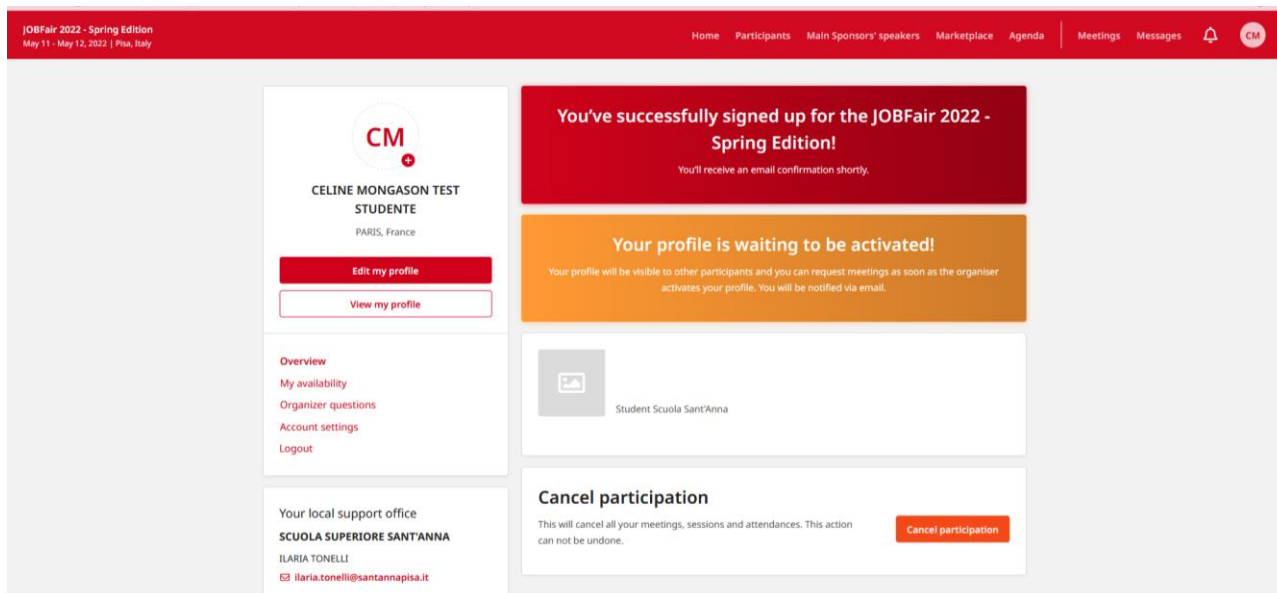 JOBFair 2022 - Spring Edition
May 11 - May 12, 2022 | Pisa, Italy
Home Participants Main Sponsors' speakers Marketplace Agenda Meetings Messages CM
CM
CELINE MONGASON TEST
STUDENTE
PARIS, France
Edit my profile
View my profile
Overview
My availability
Organizer questions
Account settings
Logout
Your local support office
SCUOLA SUPERIORE SANT'ANNA
ILARIA TONELLI
ilaria.tonelli@santannapisa.it
You've successfully signed up for the JOBFair 2022 -
Spring Edition!
You'll receive an email confirmation shortly.
Your profile is waiting to be activated!
Your profile will be visible to other participants and you can request meetings as soon as the organiser
activates your profile. You will be notified via email.
Student Scuola Sant'Anna
Cancel participation
This will cancel all your meetings, sessions and attendances. This action
can not be undone.
Cancel participation